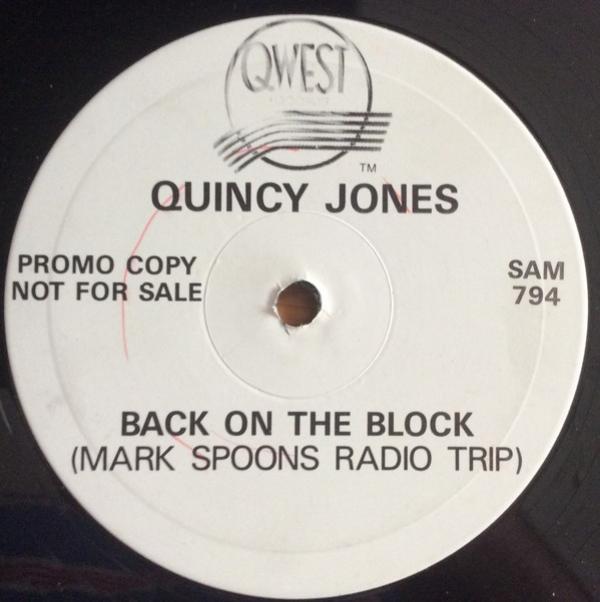 QWEST
TM
QUINCY JONES
PROMO COPY
NOT FOR SALE
SAM
794
BACK ON THE BLOCK
(MARK SPOONS RADIO TRIP)